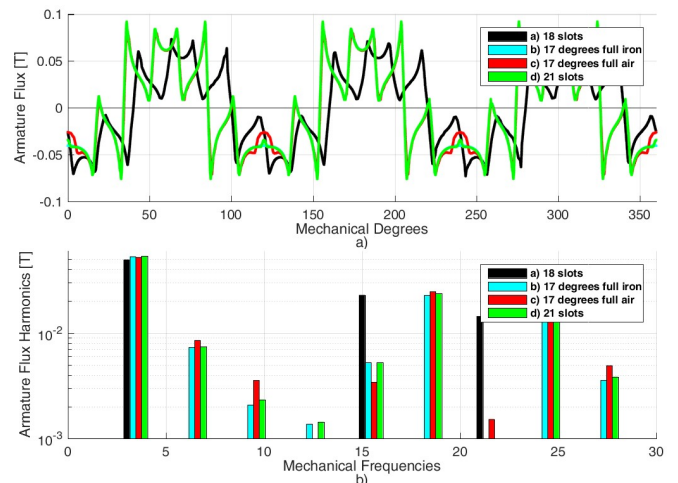 0.1
0.05
0
-0.05
-0.1
Armature Flux [T]
a) 18 slots
b) 17 degrees full iron
c) 17 degrees full air
d) 21 slots
0 50 100 150 200 250 300 350
Mechanical Degrees
a)
Armature Flux Harmonics [T]
10-2
10-3
a) 18 slots
b) 17 degrees full iron
c) 17 degrees full air
d) 21 slots
0 5 10 15 20 25 30
Mechanical Frequencies
b)